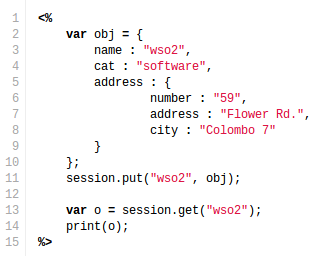 1 <%
2 var obj = {
3 name : "wso2",
4 cat : "software",
5 address : {
6 number : "59",
7 address : "Flower Rd.",
8 city : "Colombo 7"
9 }
10 };
11 session.put("wso2", obj);
12
13 var o = session.get("wso2");
14 print(o);
15 %>